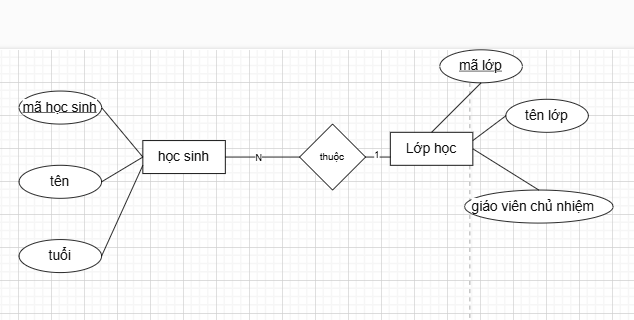 mã lớp
mã học sinh
tên lớp
học sinh
N
thuộc
1
Lớp học
tên
giáo viên chủ nhiệm
tuổi